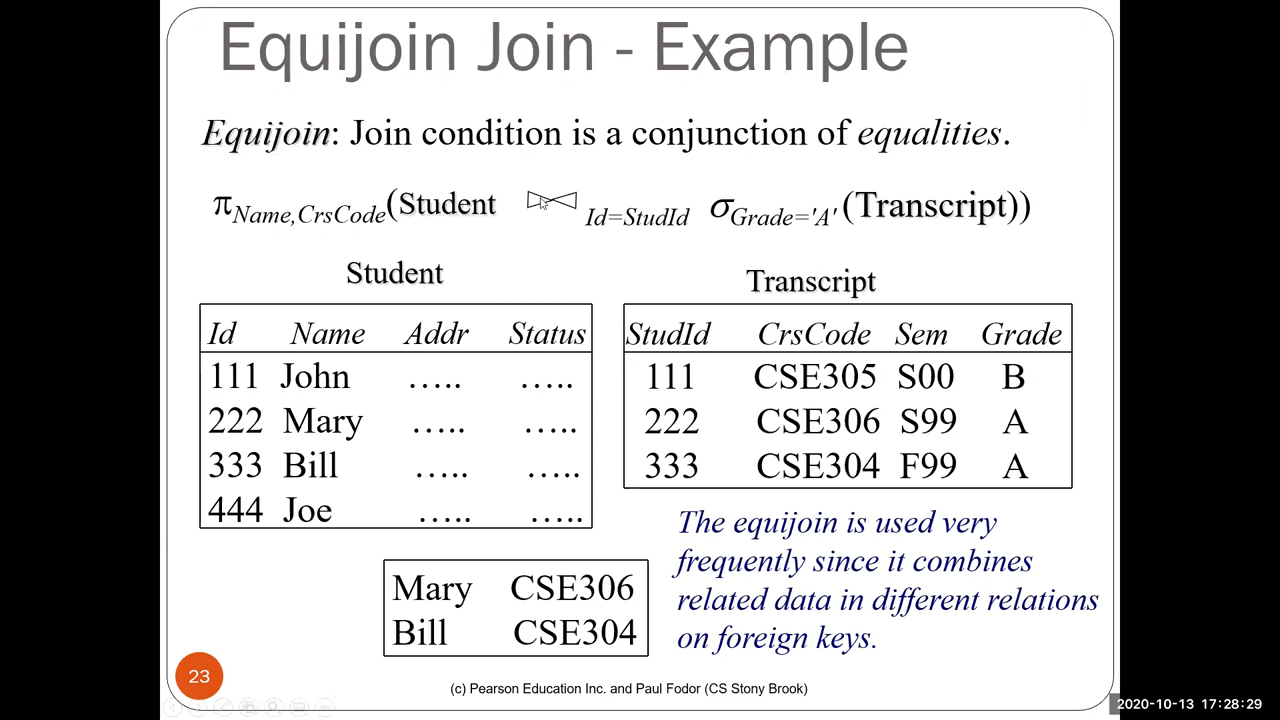 Equijoin Join - Example
Equijoin: Join condition is a conjunction of equalities.
π Name,CrsCode(Student ⋈ Id=StudId σ Grade='A' (Transcript))
Student
Id Name Addr Status
111 John ..... .....
222 Mary ..... .....
333 Bill ..... .....
444 Joe ..... .....
Transcript
StudId CrsCode Sem Grade
111 CSE305 S00 B
222 CSE306 S99 A
333 CSE304 F99 A
Mary CSE306
Bill CSE304
The equijoin is used very
frequently since it combines
related data in different relations
on foreign keys.
23
(c) Pearson Education Inc. and Paul Fodor (CS Stony Brook)
2020-10-13 17:28:29